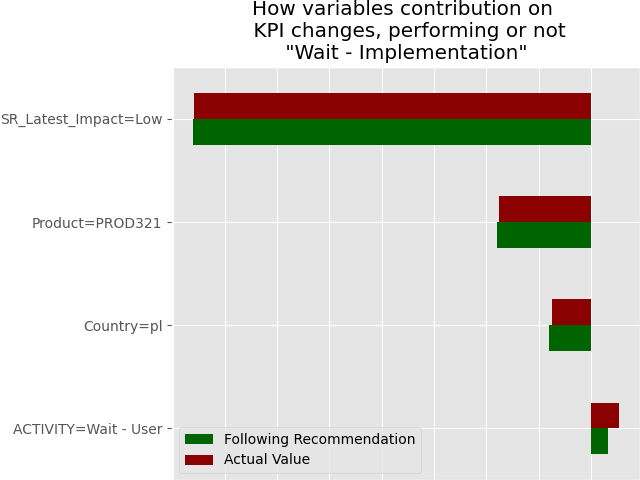 How variables contribution on
KPI changes, performing or not
"Wait - Implementation"
SR_Latest_Impact=Low
Product=PROD321
Country=pl
ACTIVITY=Wait - User
Following Recommendation
Actual Value